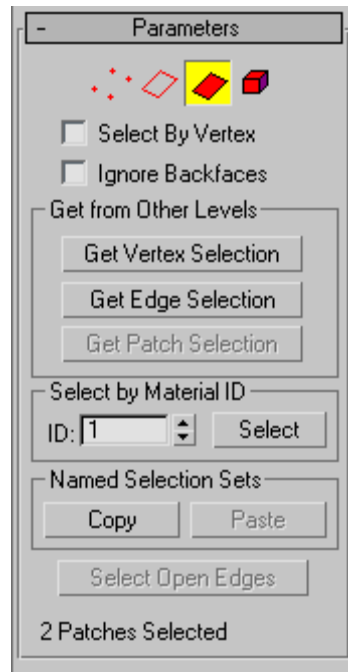 - Parameters
Select By Vertex
Ignore Backfaces
Get from Other Levels
Get Vertex Selection
Get Edge Selection
Get Patch Selection
Select by Material ID
ID: 1 Select
Named Selection Sets
Copy Paste
Select Open Edges
2 Patches Selected